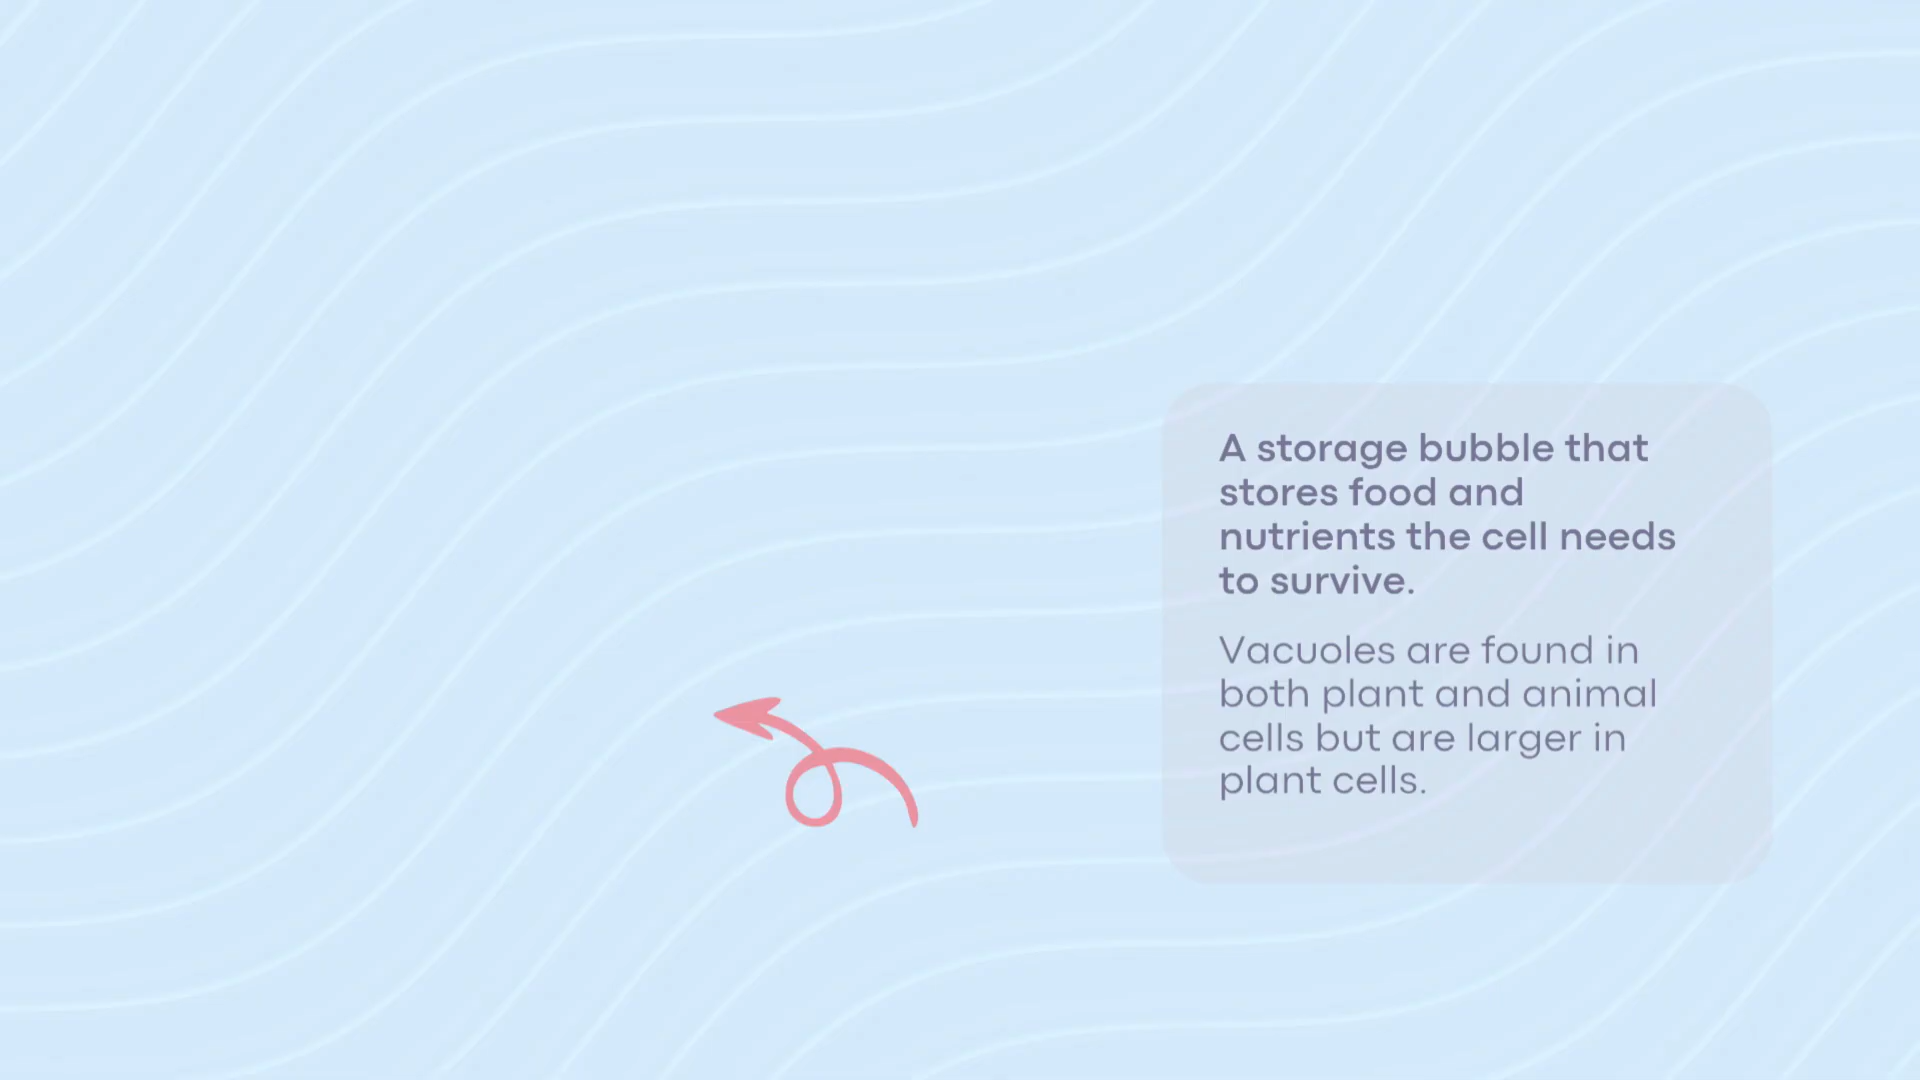 A storage bubble that
stores food and
nutrients the cell needs
to survive.
Vacuoles are found in
both plant and animal
cells but are larger in
plant cells.